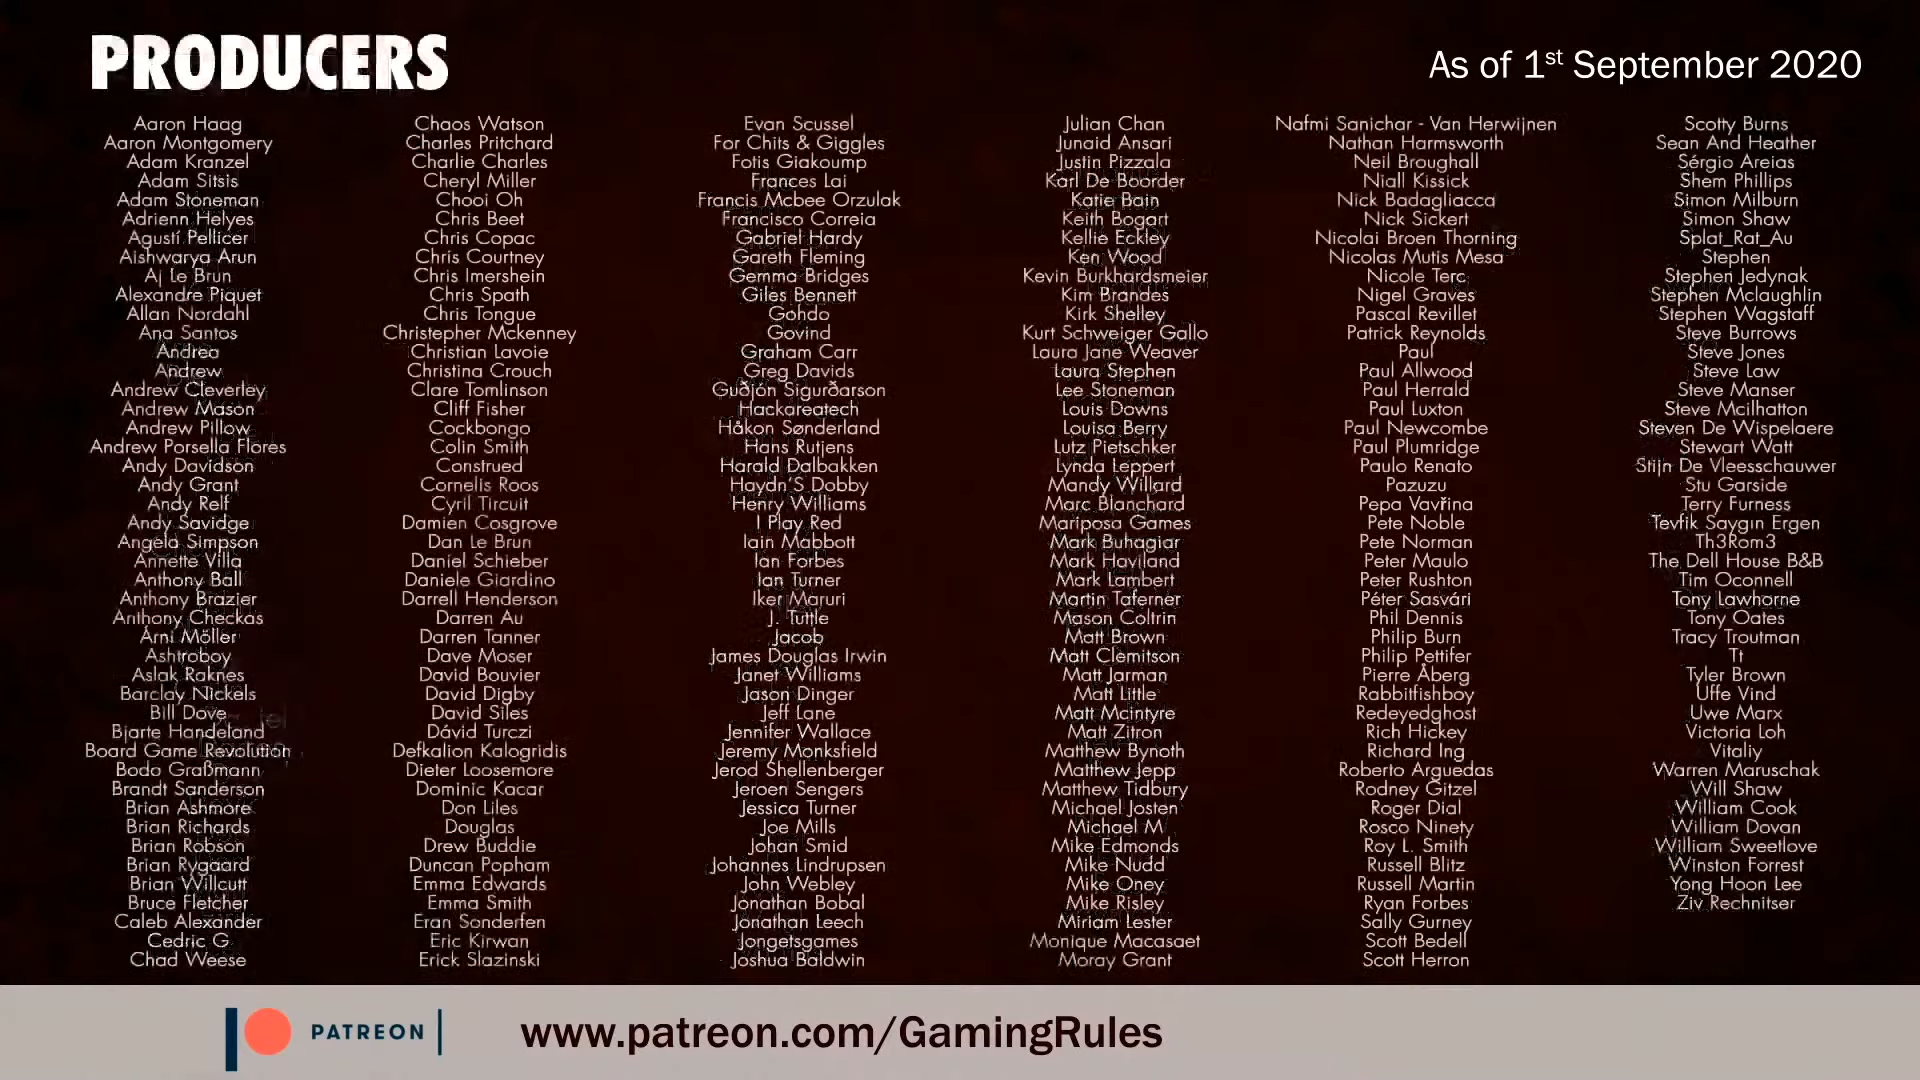 PRODUCERS
As of 1st September 2020
Aaron Haag
Aaron Montgomery
Adam Kranzel
Adam Sitsis
Adam Stoneman
Adrienn Helyes
Agustí Pellicer
Aishwarya Arun
Aj Le Brun
Alexandre Piquet
Allan Nordahl
Ana Santos
Andrea
Andrew
Andrew Cleverley
Andrew Mason
Andrew Pillow
Andrew Porsella Flores
Andy Davidson
Andy Grant
Andy Relf
Andy Savidge
Angela Simpson
Annette Villa
Anthony Ball
Anthony Brazier
Anthony Checkas
Árni Möller
Ashtroboy
Aslak Raknes
Barclay Nickels
Bill Dove
Bjarte Handeland
Board Game Revolution
Bodo Graßmann
Brandt Sanderson
Brian Ashmore
Brian Richards
Brian Robson
Brian Rygaard
Brian Willcutt
Bruce Fletcher
Caleb Alexander
Cedric G
Chad Weese
Chaos Watson
Charles Pritchard
Charlie Charles
Cheryl Miller
Chooi Oh
Chris Beet
Chris Copac
Chris Courtney
Chris Imershein
Chris Spath
Chris Tongue
Christepher Mckenney
Christian Lavoie
Christina Crouch
Clare Tomlinson
Cliff Fisher
Cockbongo
Colin Smith
Construed
Cornelis Roos
Cyril Tircuit
Damien Cosgrove
Dan Le Brun
Daniel Schieber
Daniele Giardino
Darrell Henderson
Darren Au
Darren Tanner
Dave Moser
David Bouvier
David Digby
David Siles
Dávid Turczi
Defkalion Kalogridis
Dieter Loosemore
Dominic Kacar
Don Liles
Douglas
Drew Buddie
Duncan Popham
Emma Edwards
Emma Smith
Eran Sonderfen
Eric Kirwan
Erick Slazinski
Evan Scussel
For Chits & Giggles
Fotis Giakoump
Frances Lai
Francis Mcbee Orzulak
Francisco Correia
Gabriel Hardy
Gareth Fleming
Gemma Bridges
Giles Bennett
Gohdo
Govind
Graham Carr
Greg Davids
Guðjón Sigurðarson
Hackareatech
Håkon Sønderland
Hans Rutjens
Harald Dalbakken
Haydn'S Dobby
Henry Williams
I Play Red
Iain Mabbott
Ian Forbes
Ian Turner
Iker Maruri
J. Tuttle
Jacob
James Douglas Irwin
Janet Williams
Jason Dinger
Jeff Lane
Jennifer Wallace
Jeremy Monksfield
Jerod Shellenberger
Jeroen Sengers
Jessica Turner
Joe Mills
Johan Smid
Johannes Lindrupsen
John Webley
Jonathan Bobal
Jonathan Leech
Jongetsgames
Joshua Baldwin
Julian Chan
Junaid Ansari
Justin Pizzala
Karl De Boorder
Katie Bain
Keith Bogart
Kellie Eckley
Ken Wood
Kevin Burkhardsmeier
Kim Brandes
Kirk Shelley
Kurt Schweiger Gallo
Laura Jane Weaver
Laura Stephen
Lee Stoneman
Louis Downs
Louisa Berry
Lutz Pietschker
Lynda Leppert
Mandy Willard
Marc Blanchard
Mariposa Games
Mark Buhagiar
Mark Haviland
Mark Lambert
Martin Taferner
Mason Coltrin
Matt Brown
Matt Clemitson
Matt Jarman
Matt Little
Matt Mcintyre
Matt Zitron
Matthew Bynoth
Matthew Jepp
Matthew Tidbury
Michael Josten
Michael M
Mike Edmonds
Mike Nudd
Mike Oney
Mike Risley
Miriam Lester
Monique Macasaet
Moray Grant
Nafmi Sanichar - Van Herwijnen
Nathan Harmsworth
Neil Broughall
Niall Kissick
Nick Badagliacca
Nick Sickert
Nicolai Broen Thorning
Nicolas Mutis Mesa
Nicole Terc
Nigel Graves
Pascal Revillet
Patrick Reynolds
Paul
Paul Allwood
Paul Herrald
Paul Luxton
Paul Newcombe
Paul Plumridge
Paulo Renato
Pazuzu
Pepa Vavřina
Pete Noble
Pete Norman
Peter Maulo
Peter Rushton
Péter Sasvári
Phil Dennis
Philip Burn
Philip Pettifer
Pierre Åberg
Rabbitfishboy
Redeyedghost
Rich Hickey
Richard Ing
Roberto Arguedas
Rodney Gitzel
Roger Dial
Rosco Ninety
Roy L. Smith
Russell Blitz
Russell Martin
Ryan Forbes
Sally Gurney
Scott Bedell
Scott Herron
Scotty Burns
Sean And Heather
Sérgio Areias
Shem Phillips
Simon Milburn
Simon Shaw
Splat_Rat_Au
Stephen
Stephen Jedynak
Stephen Mclaughlin
Stephen Wagstaff
Steve Burrows
Steve Jones
Steve Law
Steve Manser
Steve Mcilhatton
Steven De Wispelaere
Stewart Watt
Stijn De Vleesschauwer
Stu Garside
Terry Furness
Tevfik Saygın Ergen
Th3Rom3
The Dell House B&B
Tim Oconnell
Tony Lawhorne
Tony Oates
Tracy Troutman
Tt
Tyler Brown
Uffe Vind
Uwe Marx
Victoria Loh
Vitaliy
Warren Maruschak
Will Shaw
William Cook
William Dovan
William Sweetlove
Winston Forrest
Yong Hoon Lee
Ziv Rechnitser
PATREON
www.patreon.com/GamingRules